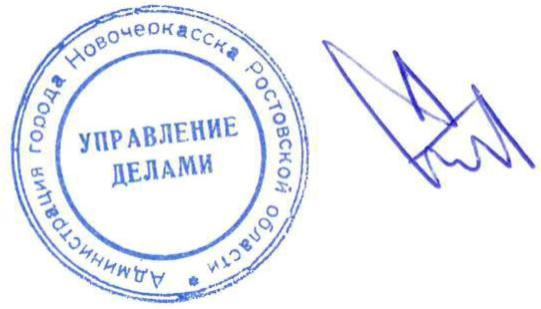 Администрация города Новочеркасска Ростовской области *
УПРАВЛЕНИЕ
ДЕЛАМИ